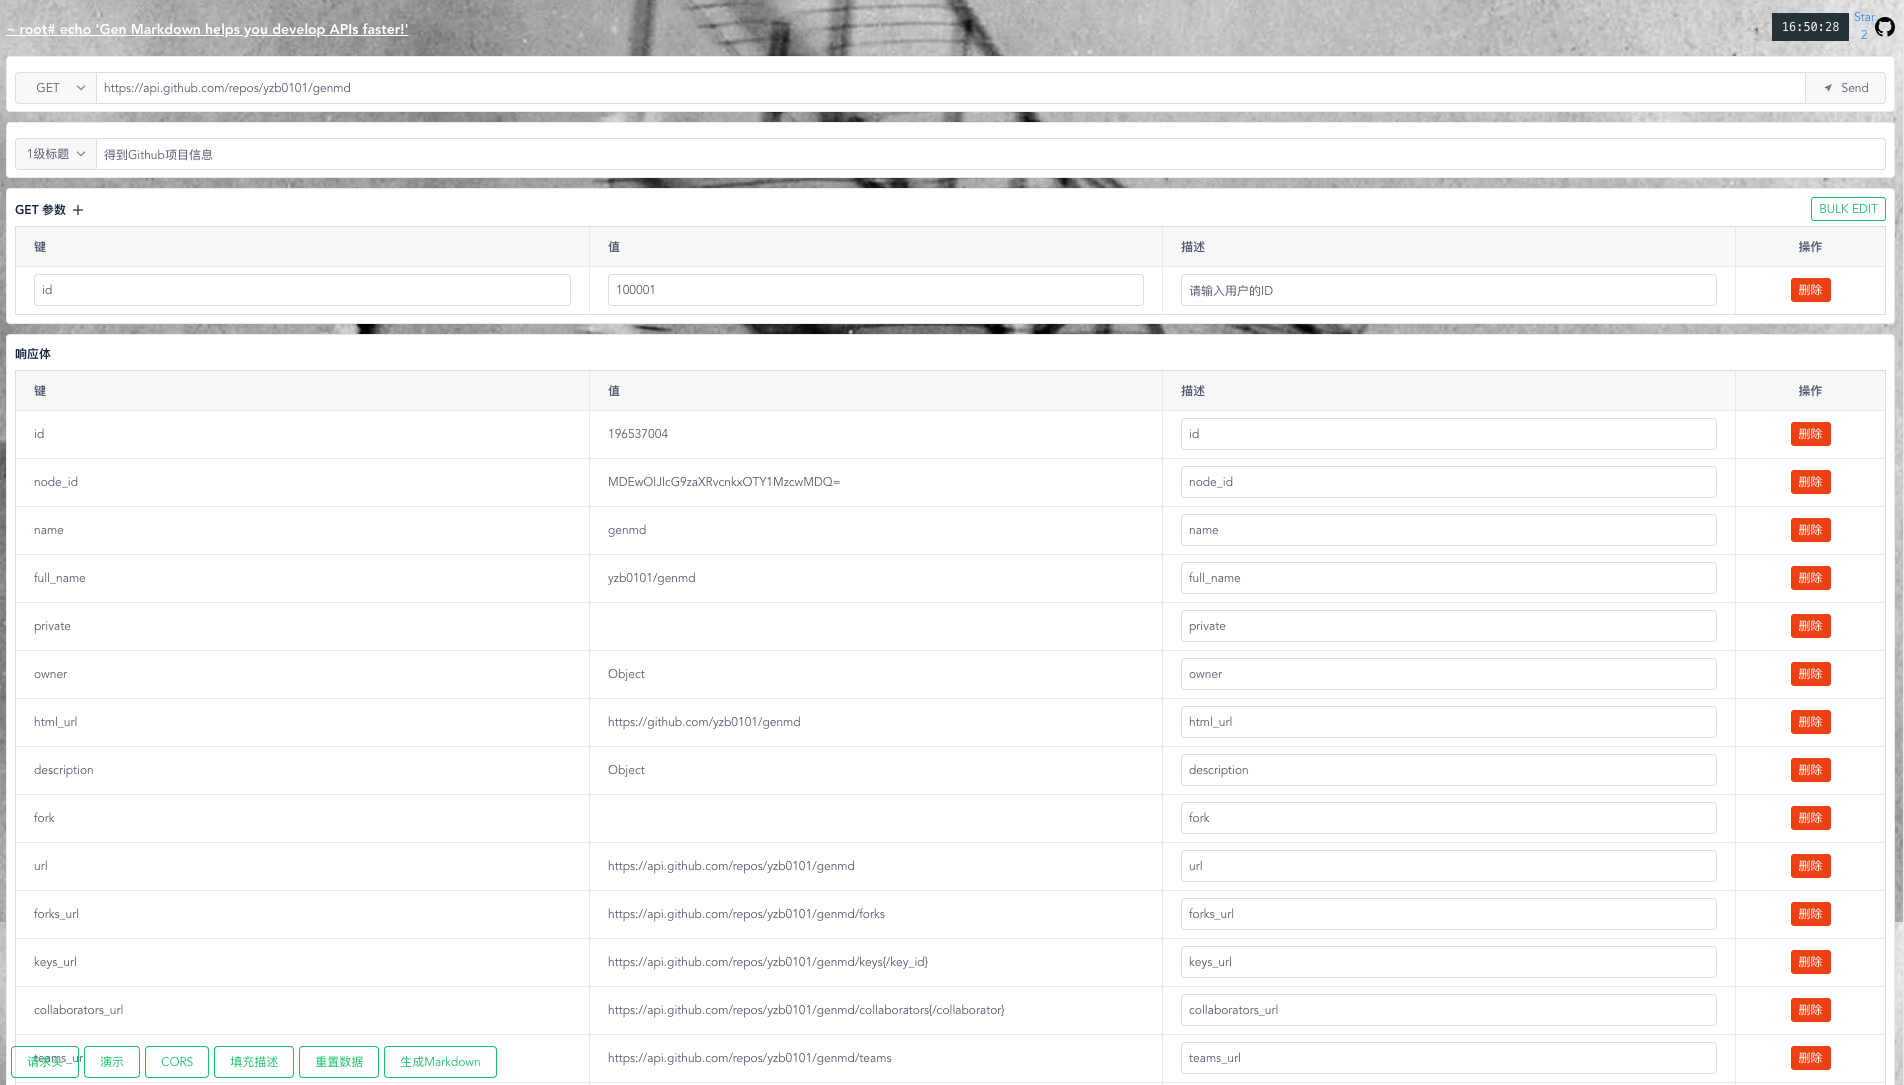 ~ root# echo 'Gen Markdown helps you develop APIs faster!'
16:50:28
Star
2
GET
https://api.github.com/repos/yzb0101/genmd
Send
1级标题
得到Github项目信息
GET 参数
BULK EDIT
键 值 描述 操作
id 100001 请输入用户的ID 删除
响应体
键 值 描述 操作
id 196537004 id 删除
node_id MDEwOlJlcG9zaXRvcnkxOTY1MzcwMDQ= node_id 删除
name genmd name 删除
full_name yzb0101/genmd full_name 删除
private private 删除
owner Object owner 删除
html_url https://github.com/yzb0101/genmd html_url 删除
description Object description 删除
fork fork 删除
url https://api.github.com/repos/yzb0101/genmd url 删除
forks_url https://api.github.com/repos/yzb0101/genmd/forks forks_url 删除
keys_url https://api.github.com/repos/yzb0101/genmd/keys{/key_id} keys_url 删除
collaborators_url https://api.github.com/repos/yzb0101/genmd/collaborators{/collaborator} collaborators_url 删除
teams_url https://api.github.com/repos/yzb0101/genmd/teams teams_url 删除
请求头 演示 CORS 填充描述 重置数据 生成Markdown